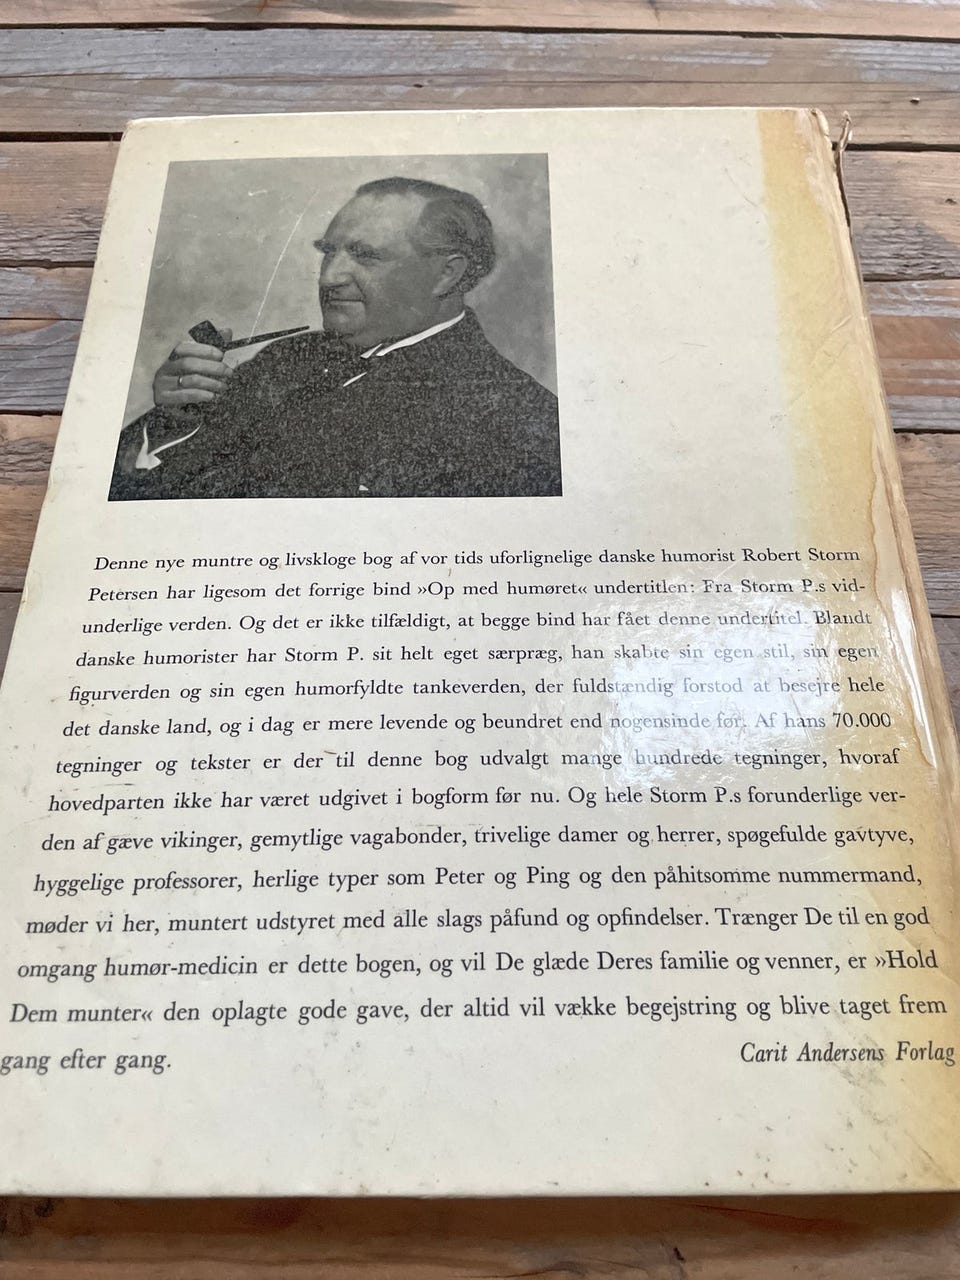 Denne nye muntre og livskloge bog af vor tids uforlignelige danske humorist Robert Storm
Petersen har ligesom det forrige bind »Op med humøret« undertitlen: Fra Storm P.s vid-
underlige verden. Og det er ikke tilfældigt, at begge bind har fået denne undertitel. Blandt
danske humorister har Storm P. sit helt eget særpræg, han skabte sin egen stil, sin egen
figurverden og sin egen humorfyldte tankeverden, der fuldstændig forstod at besejre hele
det danske land, og i dag er mere levende og beundret end nogensinde før. Af hans 70.000
tegninger og tekster er der til denne bog udvalgt mange hundrede tegninger, hvoraf
hovedparten ikke har været udgivet i bogform før nu. Og hele Storm P.s forunderlige ver-
den af gæve vikinger, gemytlige vagabonder, trivelige damer og herrer, spøgefulde gavtyve,
hyggelige professorer, herlige typer som Peter og Ping og den påhitsomme nummermand,
møder vi her, muntert udstyret med alle slags påfund og opfindelser. Trænger De til en god
omgang humør-medicin er dette bogen, og vil De glæde Deres familie og venner, er »Hold
Dem munter« den oplagte gode gave, der altid vil vække begejstring og blive taget frem
gang efter gang.
Carit Andersens Forlag